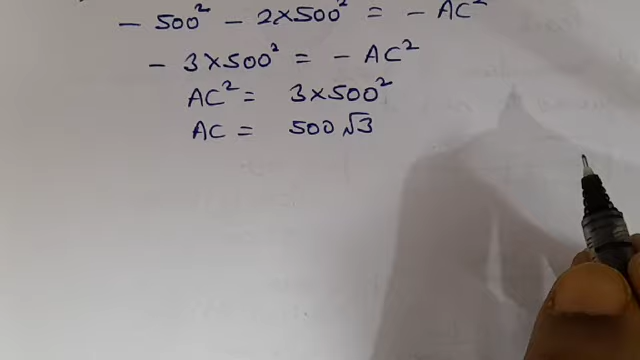 - 500² - 2×500² = - AC²
- 3×500² = - AC²
AC² = 3×500²
AC = 500√3